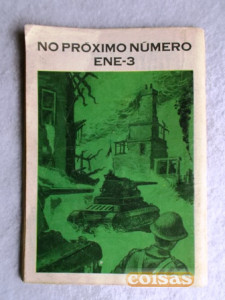 NO PRÓXIMO NÚMERO
ENE-3
coisas